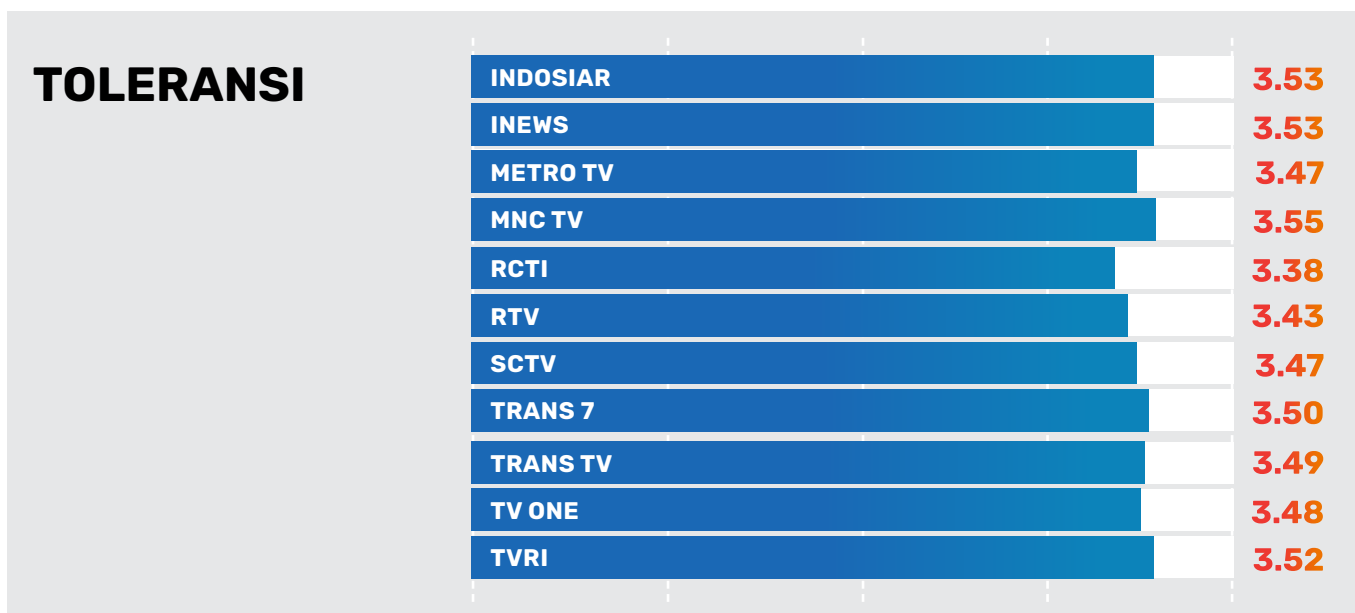 TOLERANSI
INDOSIAR 3.53
INEWS 3.53
METRO TV 3.47
MNC TV 3.55
RCTI 3.38
RTV 3.43
SCTV 3.47
TRANS 7 3.50
TRANS TV 3.49
TV ONE 3.48
TVRI 3.52